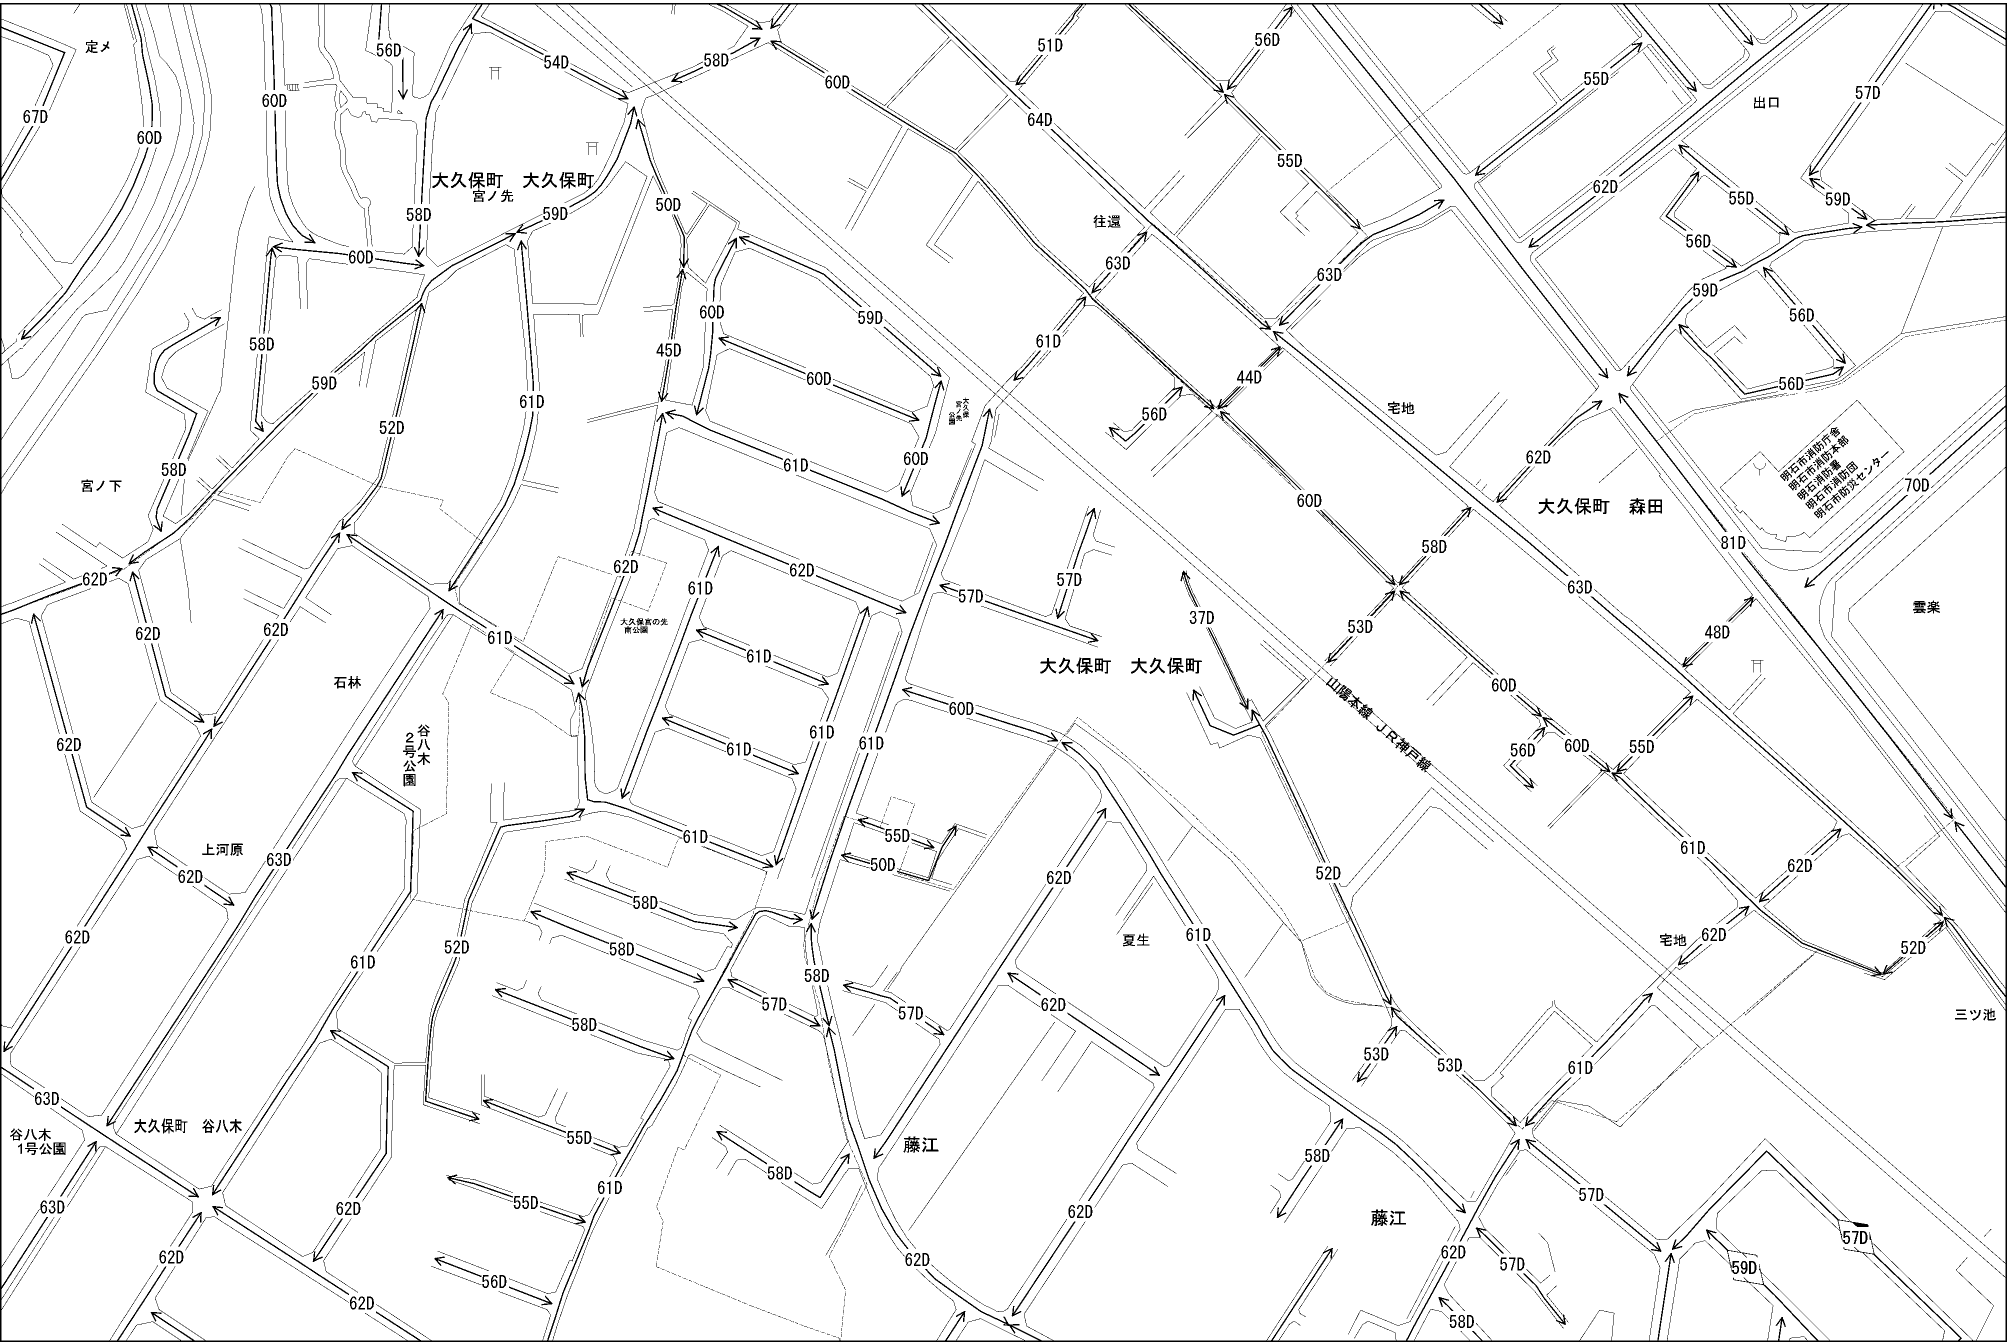 定メ
56D
54D
58D
51D
56D
60D
60D
55D
57D
出口
67D
60D
64D
大久保町 大久保町
宮ノ先
55D
62D
55D
59D
50D
58D
59D
往還
60D
63D
63D
56D
59D
60D
59D
56D
58D
45D
61D
60D
44D
59D
56D
61D
52D
大久保
宮ノ先
公園
56D
宅地
明石市消防庁舎
明石市消防本部
明石消防署
明石市消防団
明石市防災センター
58D
61D
60D
62D
70D
宮ノ下
60D
大久保町 森田
81D
58D
62D
62D
57D
62D
61D
57D
63D
雲楽
62D
62D
大久保宮の先
南公園
37D
53D
48D
61D
61D
大久保町 大久保町
石林
60D
山陽本線 JR神戸線
60D
62D
谷八木
2号公園
61D
61D
61D
56D
60D
55D
上河原
63D
61D
55D
61D
62D
50D
62D
52D
62D
58D
62D
52D
58D
61D
夏生
宅地
62D
52D
61D
58D
57D
62D
57D
三ツ池
58D
53D
53D
61D
63D
谷八木
1号公園
大久保町 谷八木
55D
藤江
58D
58D
63D
62D
55D
61D
62D
藤江
57D
57D
62D
56D
62D
62D
57D
59D
62D
58D